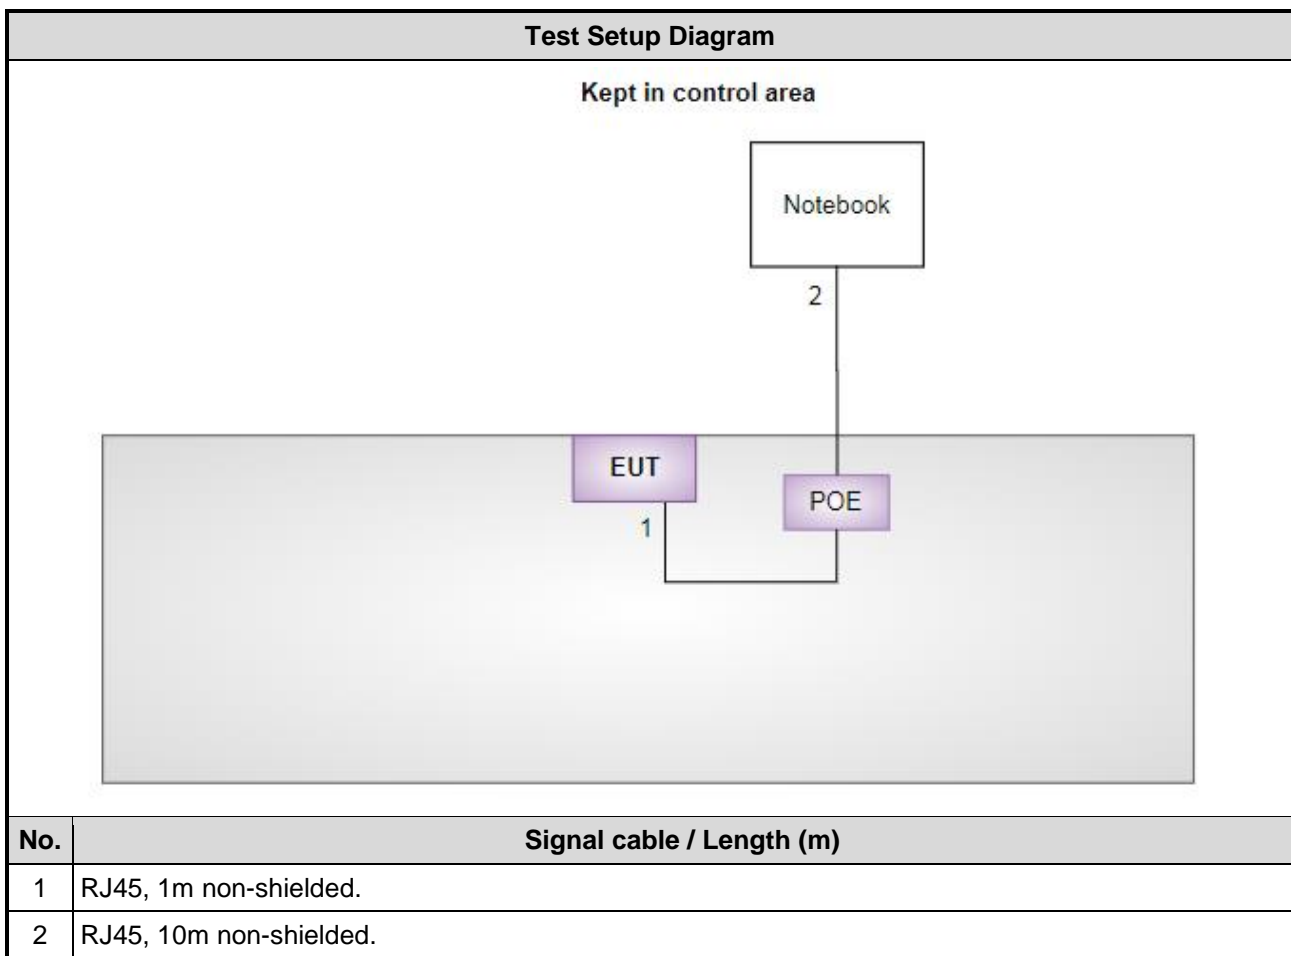 Test Setup Diagram
Kept in control area
Notebook
2
EUT
POE
1
No. Signal cable / Length (m)
1 RJ45, 1m non-shielded.
2 RJ45, 10m non-shielded.